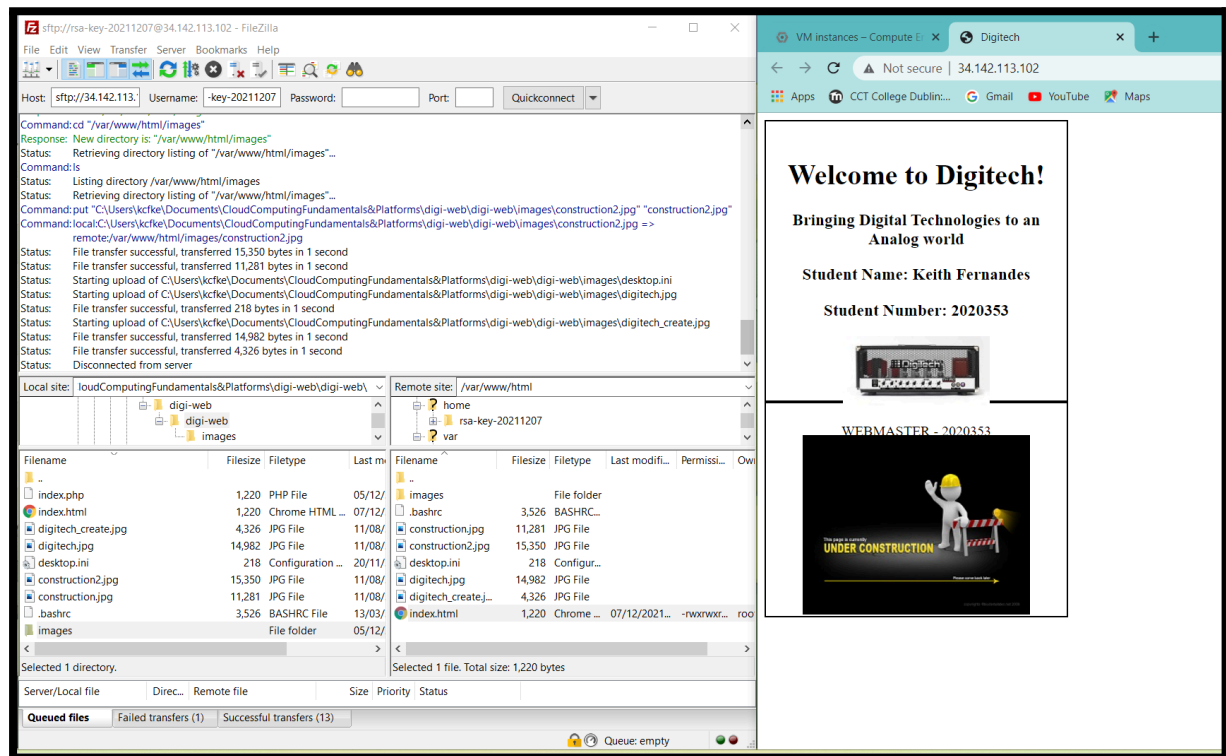 sftp://rsa-key-20211207@34.142.113.102 - FileZilla
File Edit View Transfer Server Bookmarks Help
Host: sftp://34.142.113. Username: -key-20211207 Password: Port: Quickconnect
Command: cd "/var/www/html/images"
Response: New directory is: "/var/www/html/images"
Status: Retrieving directory listing of "/var/www/html/images"...
Command: ls
Status: Listing directory /var/www/html/images
Status: Retrieving directory listing of "/var/www/html/images"...
Command: put "C:\Users\kcfke\Documents\CloudComputingFundamentals&Platforms\digi-web\digi-web\images\construction2.jpg" "construction2.jpg"
Command: local:C:\Users\kcfke\Documents\CloudComputingFundamentals&Platforms\digi-web\digi-web\images\construction2.jpg =>
remote:/var/www/html/images/construction2.jpg
Status: File transfer successful, transferred 15,350 bytes in 1 second
Status: File transfer successful, transferred 11,281 bytes in 1 second
Status: Starting upload of C:\Users\kcfke\Documents\CloudComputingFundamentals&Platforms\digi-web\digi-web\images\desktop.ini
Status: Starting upload of C:\Users\kcfke\Documents\CloudComputingFundamentals&Platforms\digi-web\digi-web\images\digitech.jpg
Status: File transfer successful, transferred 218 bytes in 1 second
Status: Starting upload of C:\Users\kcfke\Documents\CloudComputingFundamentals&Platforms\digi-web\digi-web\images\digitech_create.jpg
Status: File transfer successful, transferred 14,982 bytes in 1 second
Status: File transfer successful, transferred 4,326 bytes in 1 second
Status: Disconnected from server
Local site: loudComputingFundamentals&Platforms\digi-web\digi-web\
digi-web
digi-web
images
Filename Filesize Filetype Last m
..
index.php 1,220 PHP File 05/12/
index.html 1,220 Chrome HTML ... 07/12/
digitech_create.jpg 4,326 JPG File 11/08/
digitech.jpg 14,982 JPG File 11/08/
desktop.ini 218 Configuration ... 20/11/
construction2.jpg 15,350 JPG File 11/08/
construction.jpg 11,281 JPG File 11/08/
.bashrc 3,526 BASHRC File 13/03/
images File folder 05/12/
Selected 1 directory.
Remote site: /var/www/html
home
rsa-key-20211207
var
Filename Filesize Filetype Last modifi... Permissi... Ow
..
images File folder
.bashrc 3,526 BASHRC...
construction.jpg 11,281 JPG File
construction2.jpg 15,350 JPG File
desktop.ini 218 Configur...
digitech.jpg 14,982 JPG File
digitech_create.j... 4,326 JPG File
index.html 1,220 Chrome ... 07/12/2021... -rwxrwxr... roo
Selected 1 file. Total size: 1,220 bytes
Server/Local file Direc... Remote file Size Priority Status
Queued files Failed transfers (1) Successful transfers (13)
Queue: empty
VM instances – Compute E Digitech
Not secure 34.142.113.102
Apps CCT College Dublin:... Gmail YouTube Maps
Welcome to Digitech!
Bringing Digital Technologies to an
Analog world
Student Name: Keith Fernandes
Student Number: 2020353
DigiTech
WEBMASTER - 2020353
This page is currently
UNDER CONSTRUCTION
Please come back later